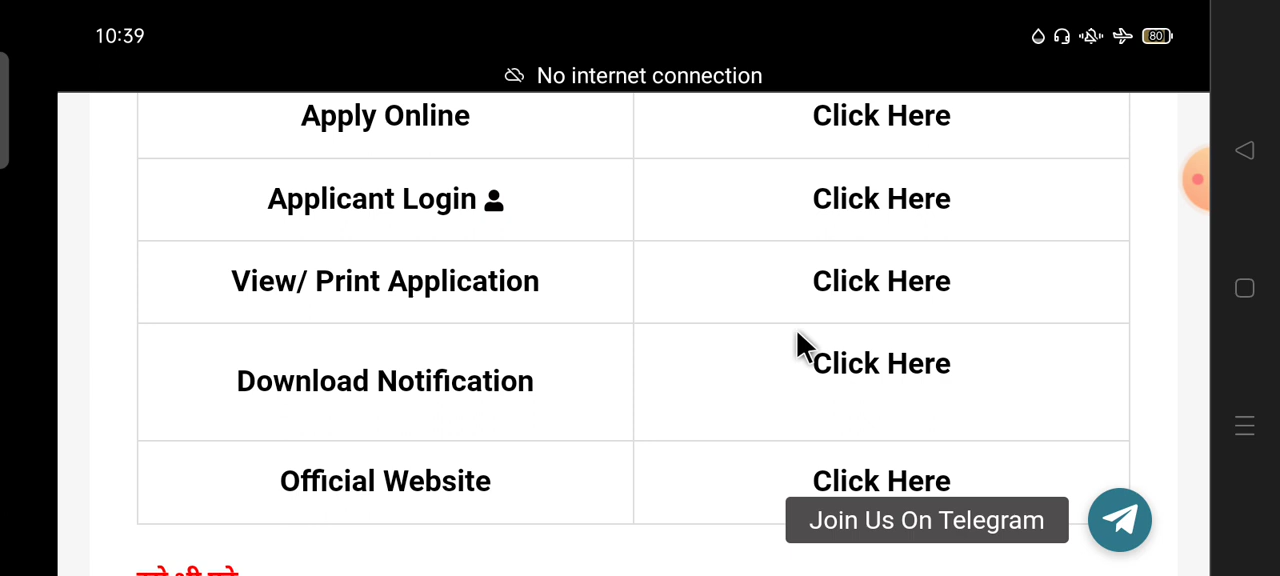 10:39
80
No internet connection
Apply Online
Click Here
Applicant Login
Click Here
View/ Print Application
Click Here
Download Notification
Click Here
Official Website
Click Here
Join Us On Telegram